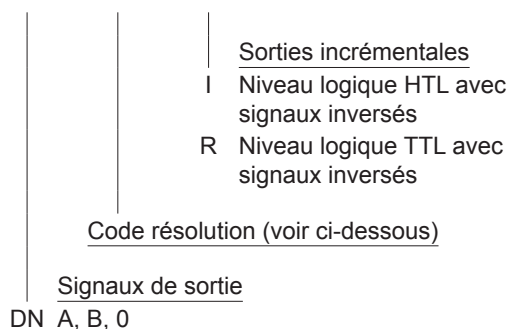 Sorties incrémentales
I Niveau logique HTL avec
signaux inversés
R Niveau logique TTL avec
signaux inversés
Code résolution (voir ci-dessous)
Signaux de sortie
DN A, B, 0